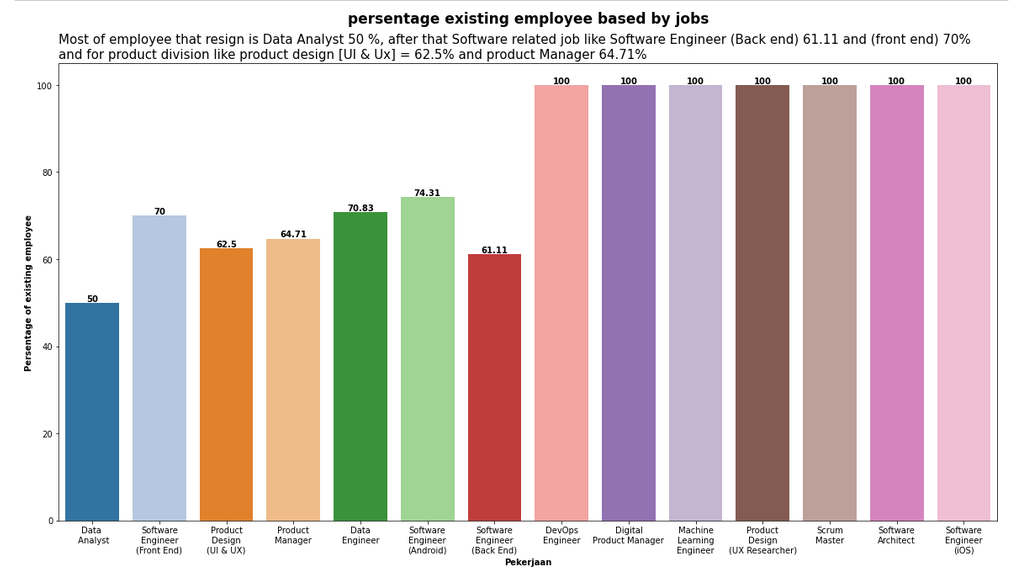 persentage existing employee based by jobs
Most of employee that resign is Data Analyst 50 %, after that Software related job like Software Engineer (Back end) 61.11 and (front end) 70%
and for product division like product design [UI & Ux] = 62.5% and product Manager 64.71%
Persentage of existing employee
100
80
60
40
20
0
50
70
62.5
64.71
70.83
74.31
61.11
100
100
100
100
100
100
100
Data
Analyst
Software
Engineer
(Front End)
Product
Design
(UI & UX)
Product
Manager
Data
Engineer
Software
Engineer
(Android)
Software
Engineer
(Back End)
DevOps
Engineer
Digital
Product Manager
Machine
Learning
Engineer
Product
Design
(UX Researcher)
Scrum
Master
Software
Architect
Software
Engineer
(iOS)
Pekerjaan